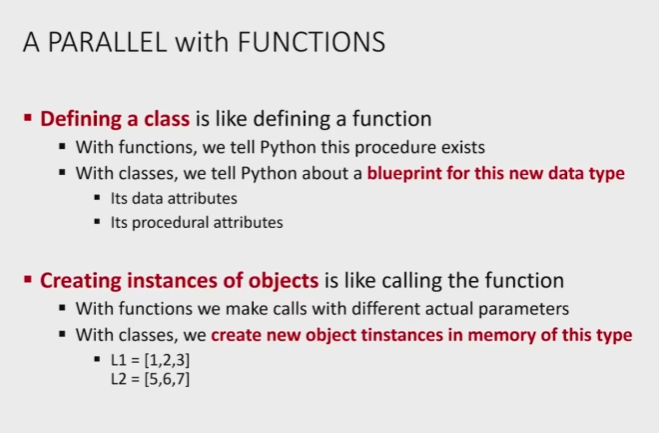 A PARALLEL with FUNCTIONS
▪ Defining a class is like defining a function
▪ With functions, we tell Python this procedure exists
▪ With classes, we tell Python about a blueprint for this new data type
▪ Its data attributes
▪ Its procedural attributes
▪ Creating instances of objects is like calling the function
▪ With functions we make calls with different actual parameters
▪ With classes, we create new object tinstances in memory of this type
▪ L1 = [1,2,3]
L2 = [5,6,7]